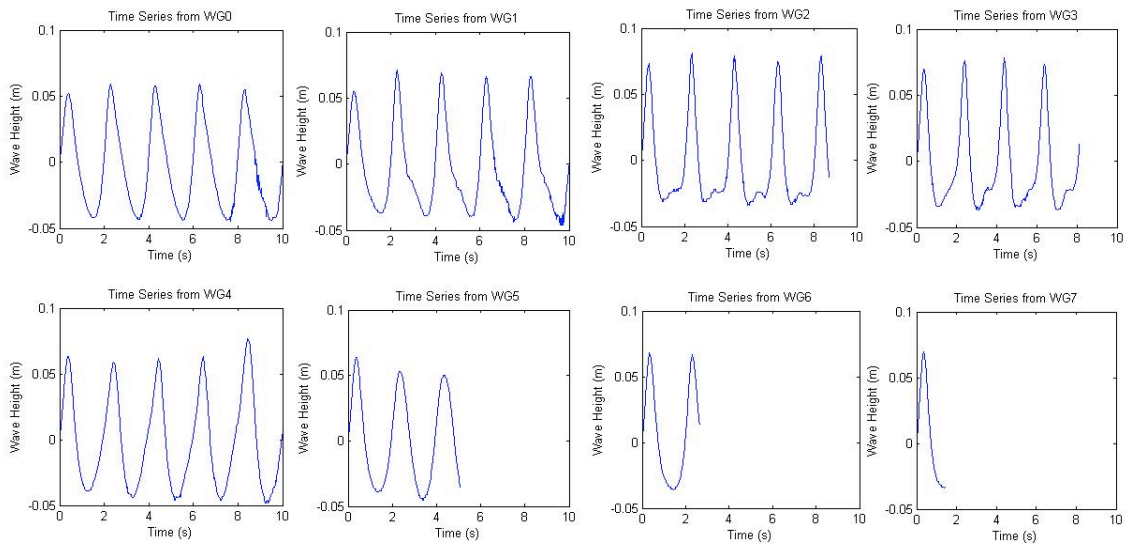 Time Series from WG0
0.1
0.05
0
-0.05
Wave Height (m)
0 2 4 6 8 10
Time (s)
Time Series from WG1
0.1
0.05
0
-0.05
Wave Height (m)
0 2 4 6 8 10
Time (s)
Time Series from WG2
0.1
0.05
0
-0.05
Wave Height (m)
0 2 4 6 8 10
Time (s)
Time Series from WG3
0.1
0.05
0
-0.05
Wave Height (m)
0 2 4 6 8 10
Time (s)
Time Series from WG4
0.1
0.05
0
-0.05
Wave Height (m)
0 2 4 6 8 10
Time (s)
Time Series from WG5
0.1
0.05
0
-0.05
Wave Height (m)
0 2 4 6 8 10
Time (s)
Time Series from WG6
0.1
0.05
0
-0.05
Wave Height (m)
0 2 4 6 8 10
Time (s)
Time Series from WG7
0.1
0.05
0
-0.05
Wave Height (m)
0 2 4 6 8 10
Time (s)